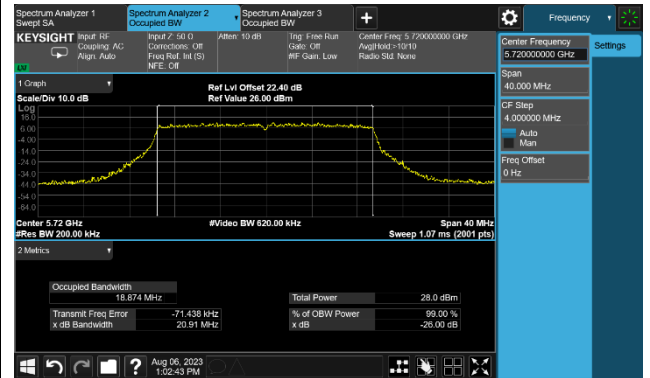 Spectrum Analyzer 1
Swept SA
Spectrum Analyzer 2
Occupied BW
Spectrum Analyzer 3
Occupied BW
Frequency
KEYSIGHT
Input: RF
Coupling: AC
Align: Auto
Input Z: 50 Ω
Corrections: Off
Freq Ref: Int (S)
NFE: Off
Atten: 10 dB
Trig: Free Run
Gate: Off
#IF Gain: Low
Center Freq: 5.720000000 GHz
Avg|Hold:>10/10
Radio Std: None
LXI
Center Frequency
5.720000000 GHz
Settings
Span
40.000 MHz
CF Step
4.000000 MHz
Auto
Man
Freq Offset
0 Hz
1 Graph
Scale/Div 10.0 dB
Ref Lvl Offset 22.40 dB
Ref Value 26.00 dBm
Log
16.0
6.00
-4.00
-14.0
-24.0
-34.0
-44.0
-54.0
-64.0
Center 5.72 GHz
#Video BW 620.00 kHz
Span 40 MHz
#Res BW 200.00 kHz
Sweep 1.07 ms (2001 pts)
2 Metrics
Occupied Bandwidth
18.874 MHz
Total Power 28.0 dBm
Transmit Freq Error -71.438 kHz
% of OBW Power 99.00 %
x dB Bandwidth 20.91 MHz
x dB -26.00 dB
?
Aug 06, 2023
1:02:43 PM